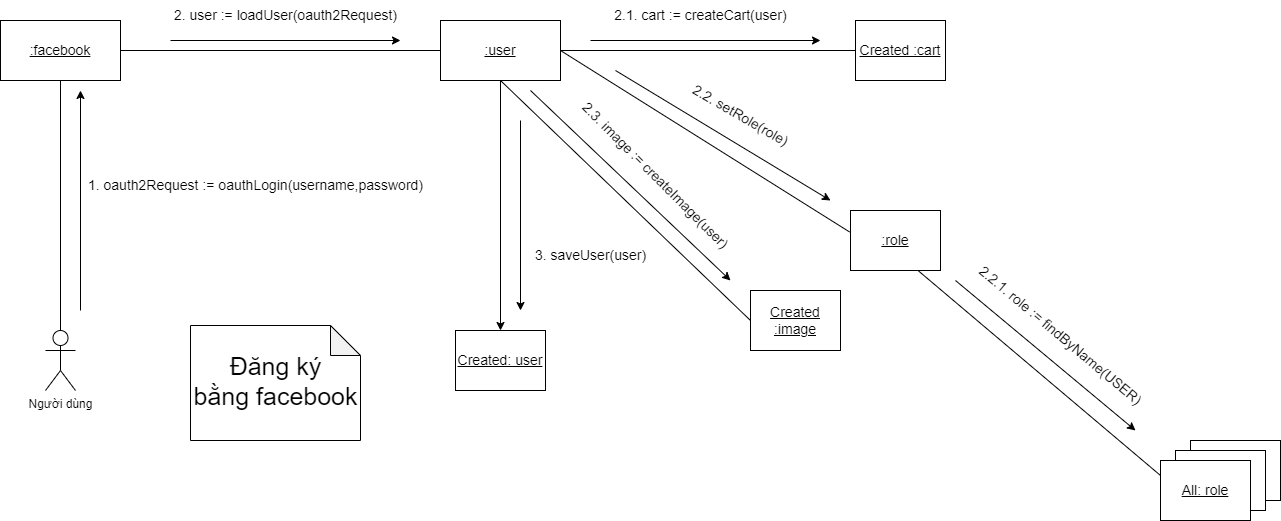 2. user := loadUser(oauth2Request)
2.1. cart := createCart(user)
:facebook
:user
Created :cart
2.2. setRole(role)
2.3. image := createImage(user)
1. oauth2Request := oauthLogin(username,password)
3. saveUser(user)
:role
2.2.1. role := findByName(USER)
Created
:image
Created: user
Đăng ký
bằng facebook
Người dùng
All: role